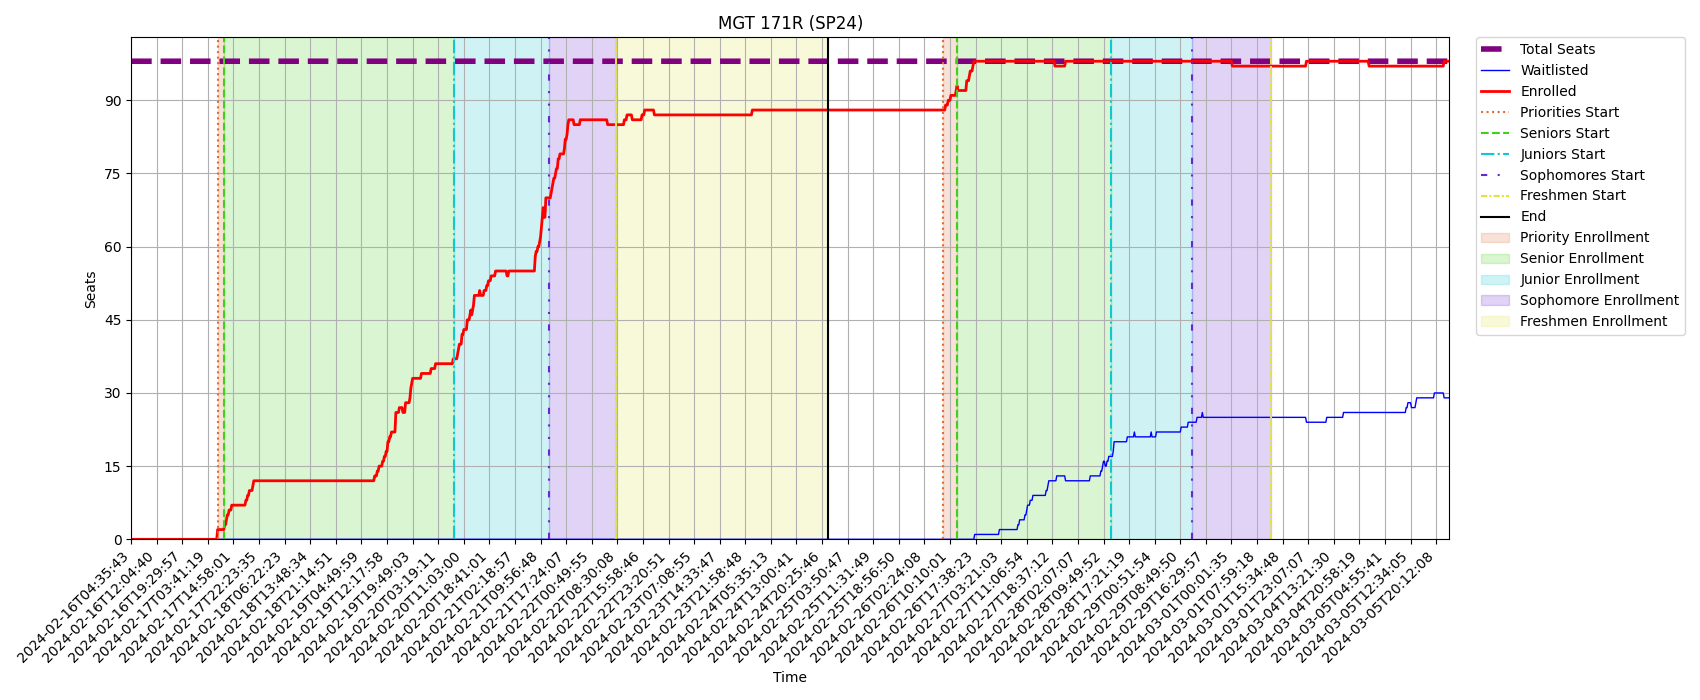 MGT 171R (SP24)
Total Seats
Waitlisted
Enrolled
Priorities Start
Seniors Start
Juniors Start
Sophomores Start
Freshmen Start
End
Priority Enrollment
Senior Enrollment
Junior Enrollment
Sophomore Enrollment
Freshmen Enrollment
Seats
90
75
60
45
30
15
0
2024-02-16T04:35:43
2024-02-16T12:04:40
2024-02-16T19:29:57
2024-02-17T03:41:19
2024-02-17T14:58:01
2024-02-17T22:23:35
2024-02-18T06:22:23
2024-02-18T13:48:34
2024-02-18T21:14:51
2024-02-19T04:49:59
2024-02-19T12:17:58
2024-02-19T19:49:03
2024-02-20T03:19:11
2024-02-20T11:03:00
2024-02-20T18:41:01
2024-02-21T02:18:57
2024-02-21T09:56:48
2024-02-21T17:24:07
2024-02-22T00:49:55
2024-02-22T08:30:08
2024-02-22T15:58:46
2024-02-22T23:20:51
2024-02-23T07:08:55
2024-02-23T14:33:47
2024-02-23T21:58:48
2024-02-24T05:35:13
2024-02-24T13:00:41
2024-02-24T20:25:46
2024-02-25T03:50:47
2024-02-25T11:31:49
2024-02-25T18:56:50
2024-02-26T02:24:08
2024-02-26T10:10:01
2024-02-26T17:38:23
2024-02-27T03:21:03
2024-02-27T11:06:54
2024-02-27T18:37:12
2024-02-28T02:07:07
2024-02-28T09:49:52
2024-02-28T17:21:19
2024-02-29T00:51:54
2024-02-29T08:49:50
2024-02-29T16:29:57
2024-03-01T00:01:35
2024-03-01T07:59:18
2024-03-01T15:34:48
2024-03-01T23:07:07
2024-03-04T13:21:30
2024-03-04T20:58:19
2024-03-05T04:55:41
2024-03-05T12:34:05
2024-03-05T20:12:08
Time